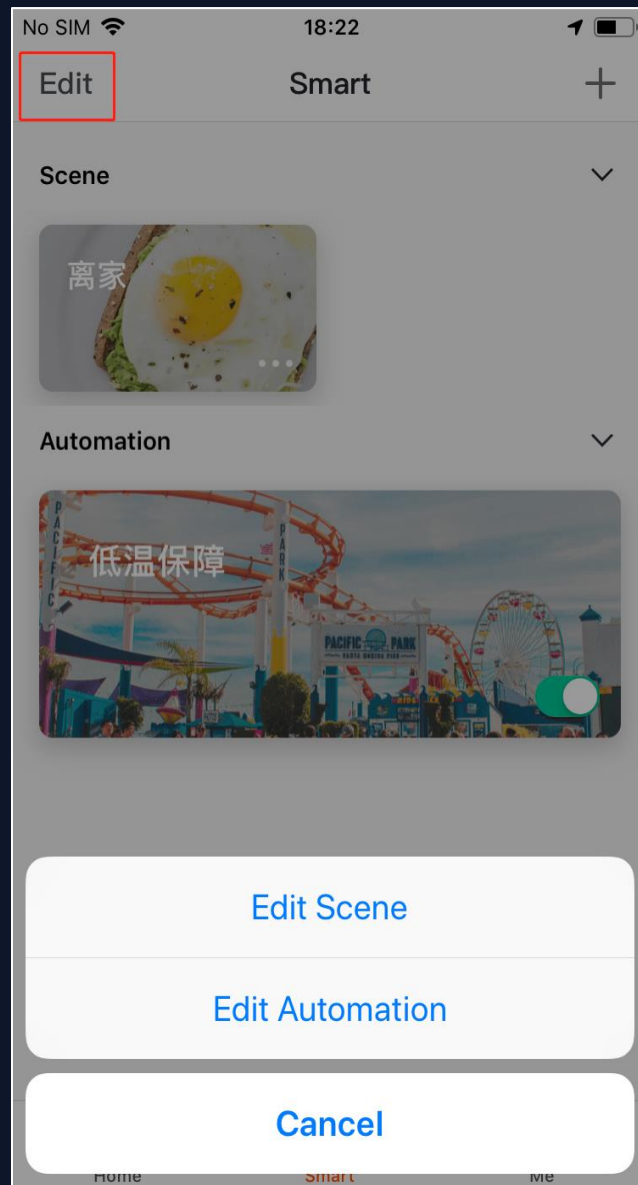 No SIM 18:22
Edit Smart
Scene
离家
Automation
PACIFIC
PARK
低温保障
PACIFIC PARK
Edit Scene
Edit Automation
Cancel
Home Smart Me